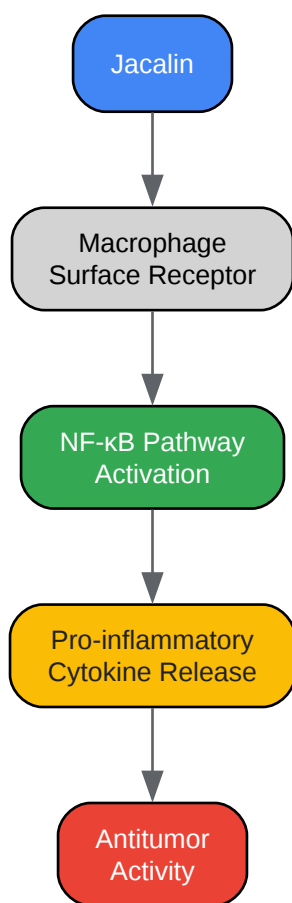 Jacalin
Macrophage
Surface Receptor
NF-κB Pathway
Activation
Pro-inflammatory
Cytokine Release
Antitumor
Activity